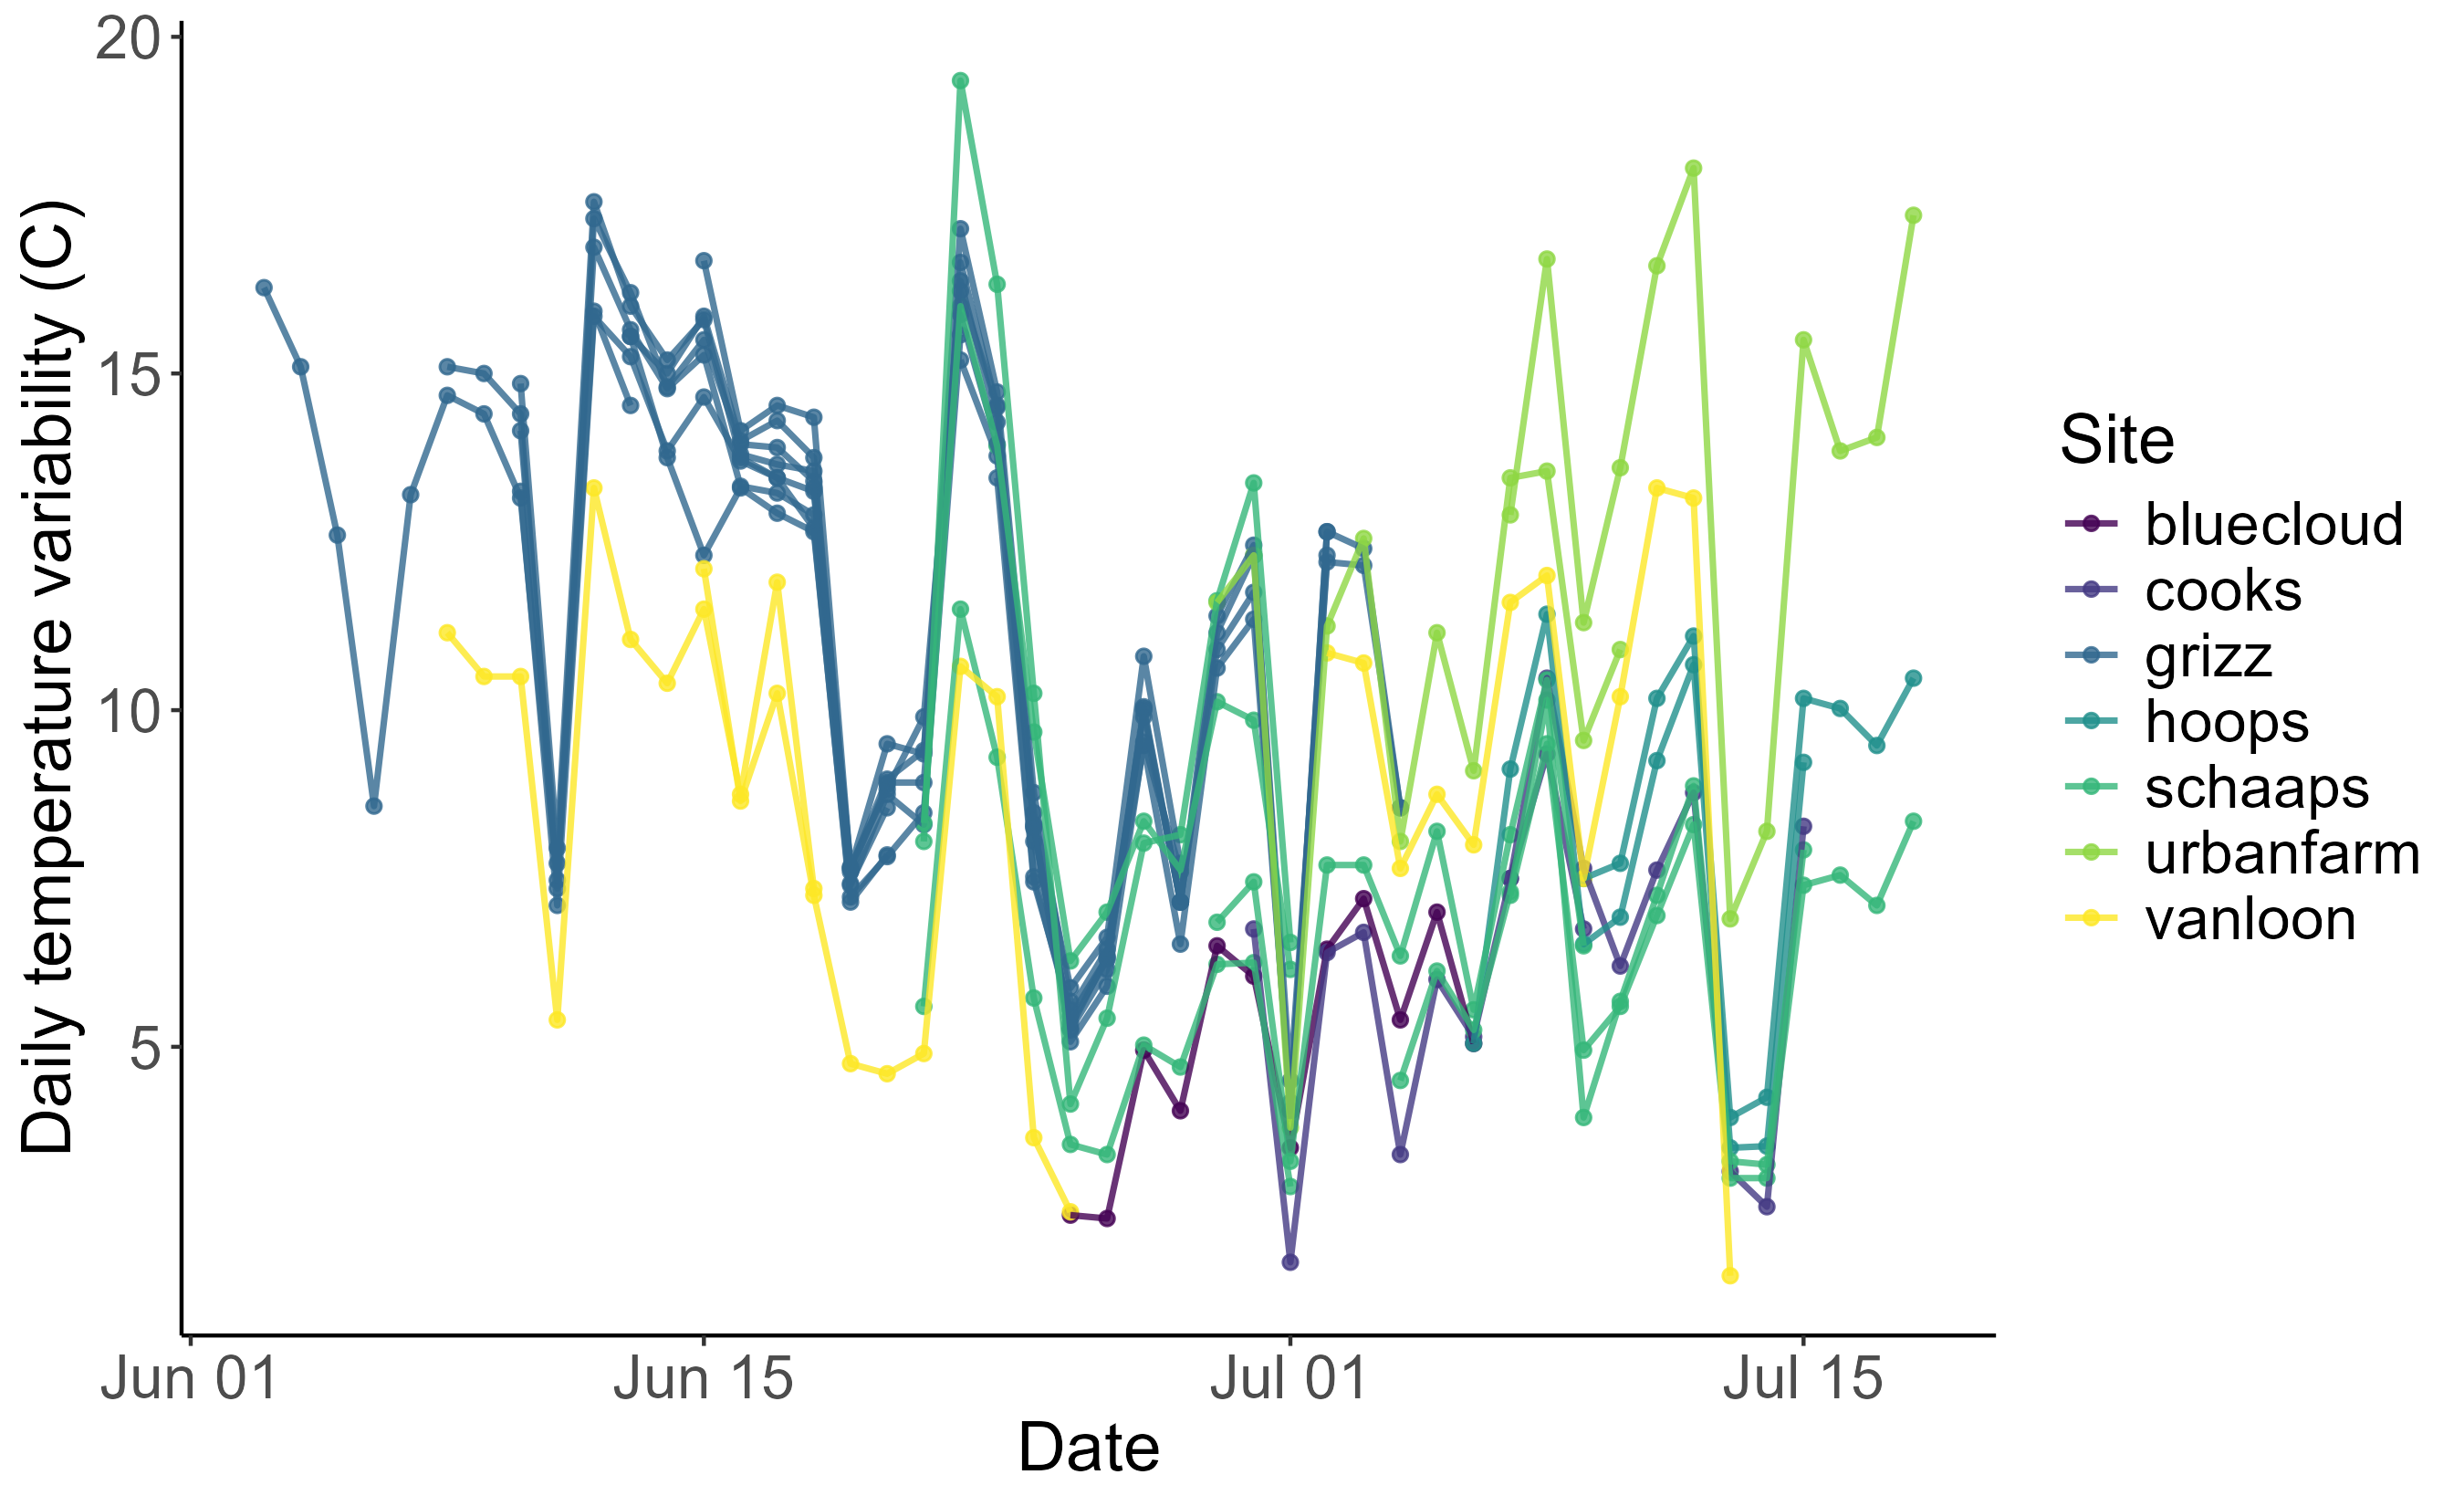 Daily temperature variability (C)
20
15
10
5
Jun 01
Jun 15
Jul 01
Jul 15
Date
Site
bluecloud
cooks
grizz
hoops
schaaps
urbanfarm
vanloon